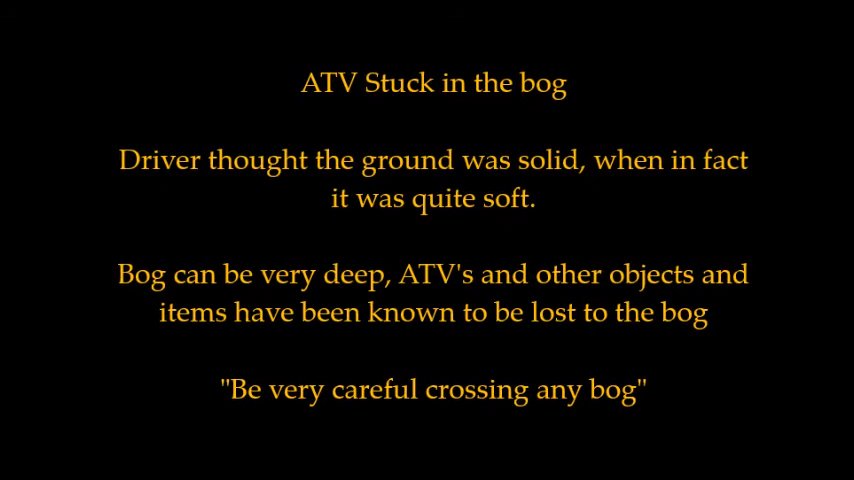 ATV Stuck in the bog
Driver thought the ground was solid, when in fact
it was quite soft.
Bog can be very deep, ATV's and other objects and
items have been known to be lost to the bog
"Be very careful crossing any bog"